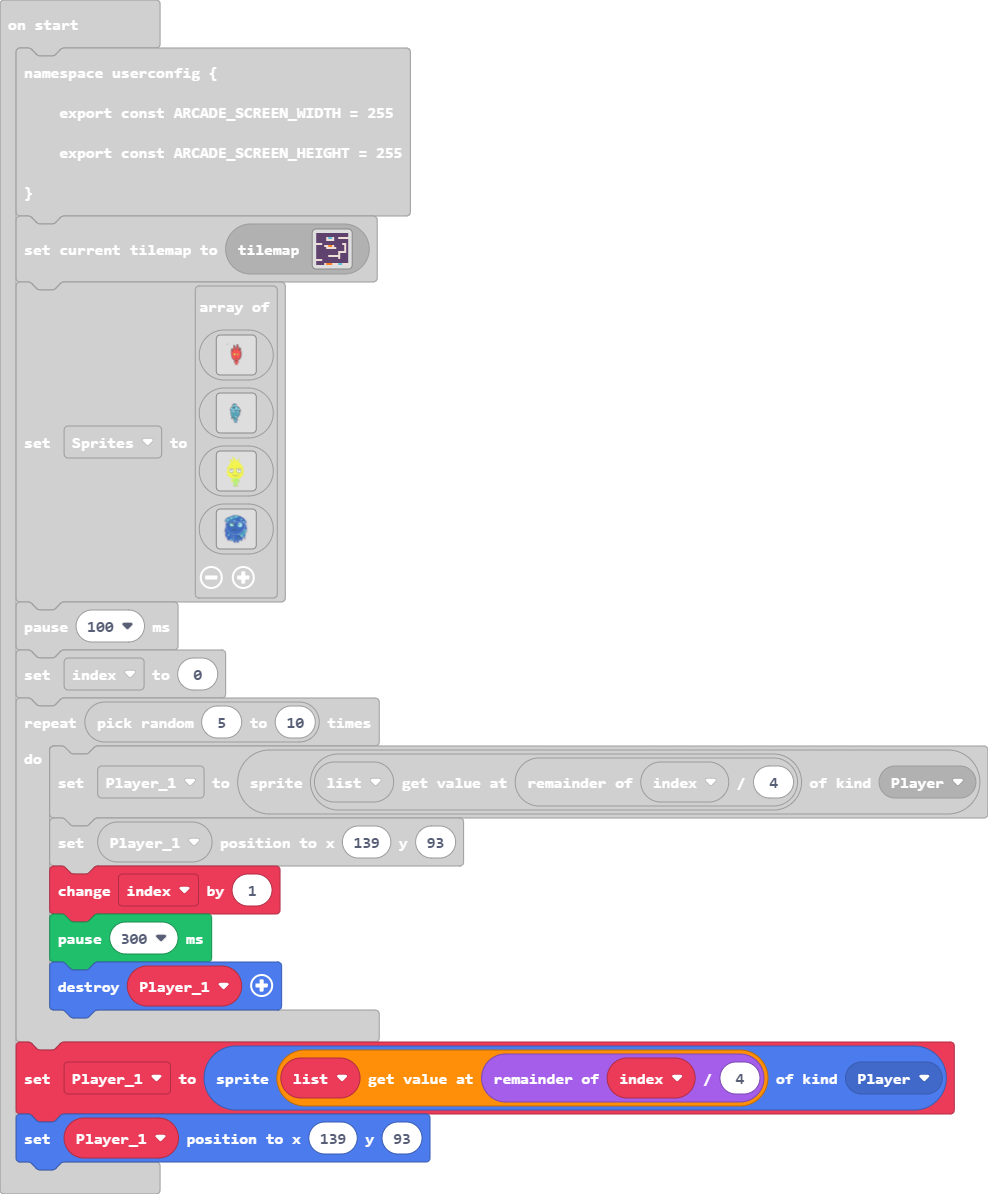 on start
namespace userconfig {
export const ARCADE_SCREEN_WIDTH = 255
export const ARCADE_SCREEN_HEIGHT = 255
}
set current tilemap to tilemap
array of
set Sprites to
pause 100 ms
set index to 0
repeat pick random 5 to 10 times
do
set Player_1 to sprite list get value at remainder of index / 4 of kind Player
set Player_1 position to x 139 y 93
change index by 1
pause 300 ms
destroy Player_1
set Player_1 to sprite list get value at remainder of index / 4 of kind Player
set Player_1 position to x 139 y 93